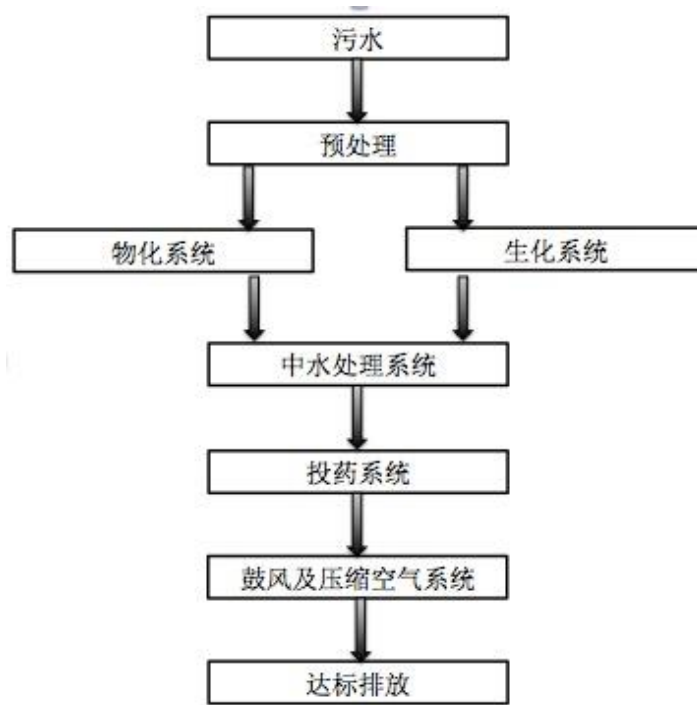 污水
预处理
物化系统
生化系统
中水处理系统
投药系统
鼓风及压缩空气系统
达标排放